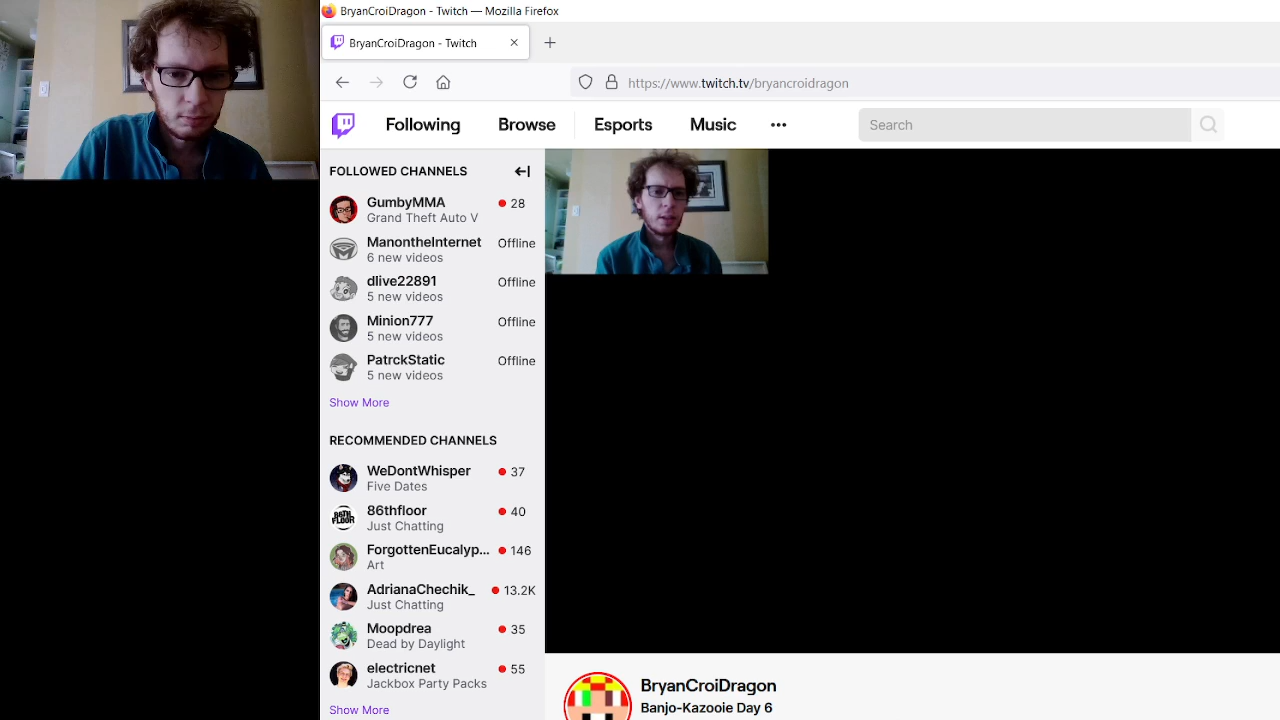 BryanCroiDragon - Twitch — Mozilla Firefox
BryanCroiDragon - Twitch
https://www.twitch.tv/bryancroidragon
Following
Browse
Esports
Music
Search
FOLLOWED CHANNELS
GumbyMMA
28
Grand Theft Auto V
ManontheInternet
Offline
6 new videos
dlive22891
Offline
5 new videos
Minion777
Offline
5 new videos
PatrckStatic
Offline
5 new videos
Show More
RECOMMENDED CHANNELS
WeDontWhisper
37
Five Dates
86thfloor
40
Just Chatting
86TH
FLOOR
ForgottenEucalyp...
146
Art
AdrianaChechik_
13.2K
Just Chatting
Moopdrea
35
Dead by Daylight
electricnet
55
Jackbox Party Packs
Show More
BryanCroiDragon
Banjo-Kazooie Day 6